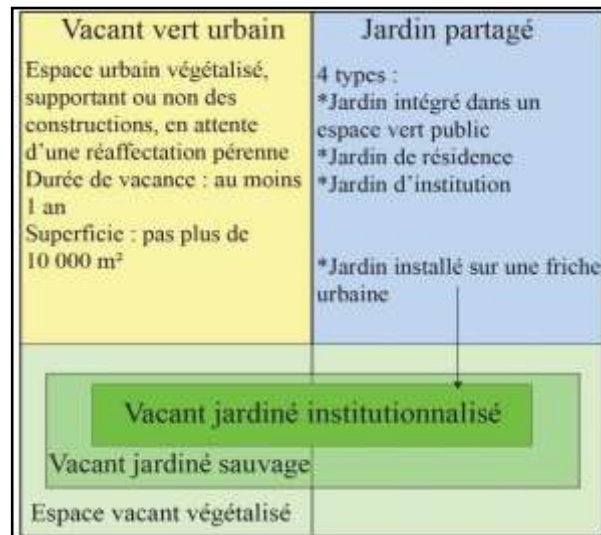 Vacant vert urbain
Espace urbain végétalisé,
supportant ou non des
constructions, en attente
d'une réaffectation pérenne
Durée de vacance : au moins
1 an
Superficie : pas plus de
10 000 m²
Jardin partagé
4 types :
*Jardin intégré dans un
espace vert public
*Jardin de résidence
*Jardin d'institution
*Jardin installé sur une friche
urbaine
Vacant jardiné institutionnalisé
Vacant jardiné sauvage
Espace vacant végétalisé